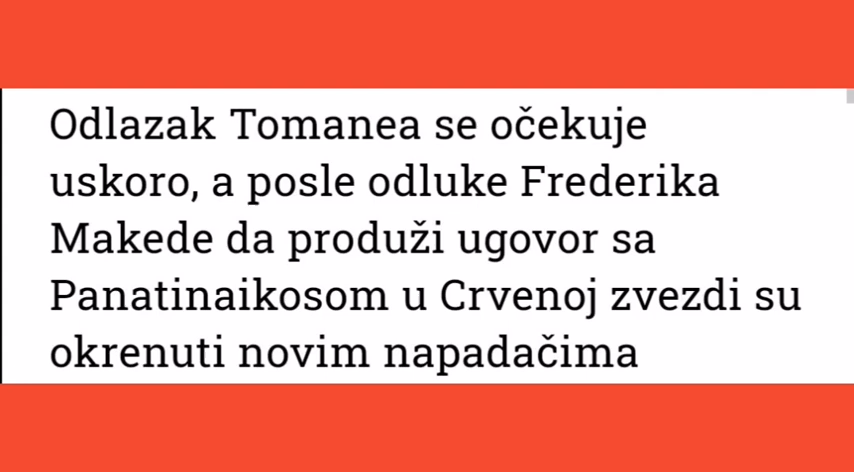 Odlazak Tomanea se očekuje
uskoro, a posle odluke Frederika
Makede da produži ugovor sa
Panatinaikosom u Crvenoj zvezdi su
okrenuti novim napadačima